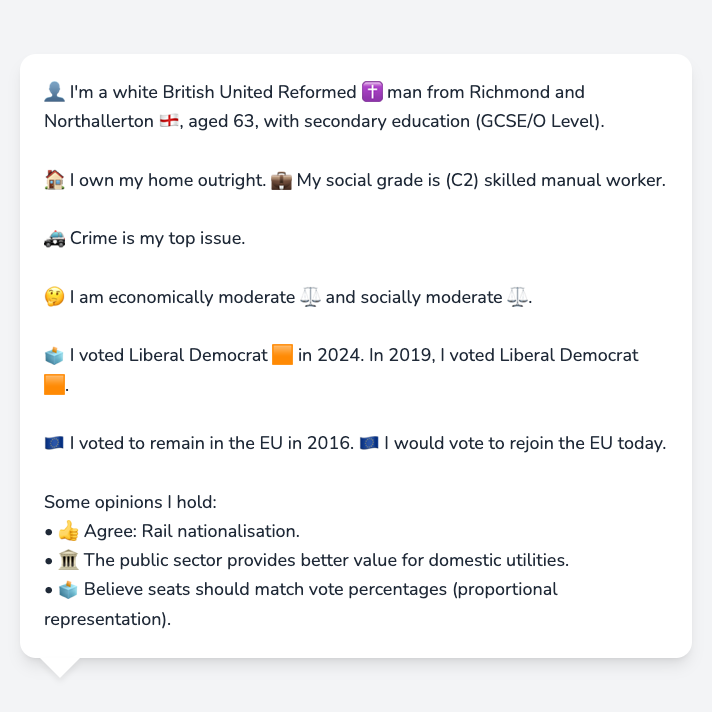 👤 I'm a white British United Reformed ✝️ man from Richmond and
Northallerton 🏴󠁧󠁢󠁥󠁮󠁧󠁿, aged 63, with secondary education (GCSE/O Level).
🏠 I own my home outright. 💼 My social grade is (C2) skilled manual worker.
🚓 Crime is my top issue.
🤔 I am economically moderate ⚖️ and socially moderate ⚖️.
🗳️ I voted Liberal Democrat 🟧 in 2024. In 2019, I voted Liberal Democrat
🟧.
🇪🇺 I voted to remain in the EU in 2016. 🇪🇺 I would vote to rejoin the EU today.
Some opinions I hold:
• 👍 Agree: Rail nationalisation.
• 🏛️ The public sector provides better value for domestic utilities.
• 🗳️ Believe seats should match vote percentages (proportional
representation).